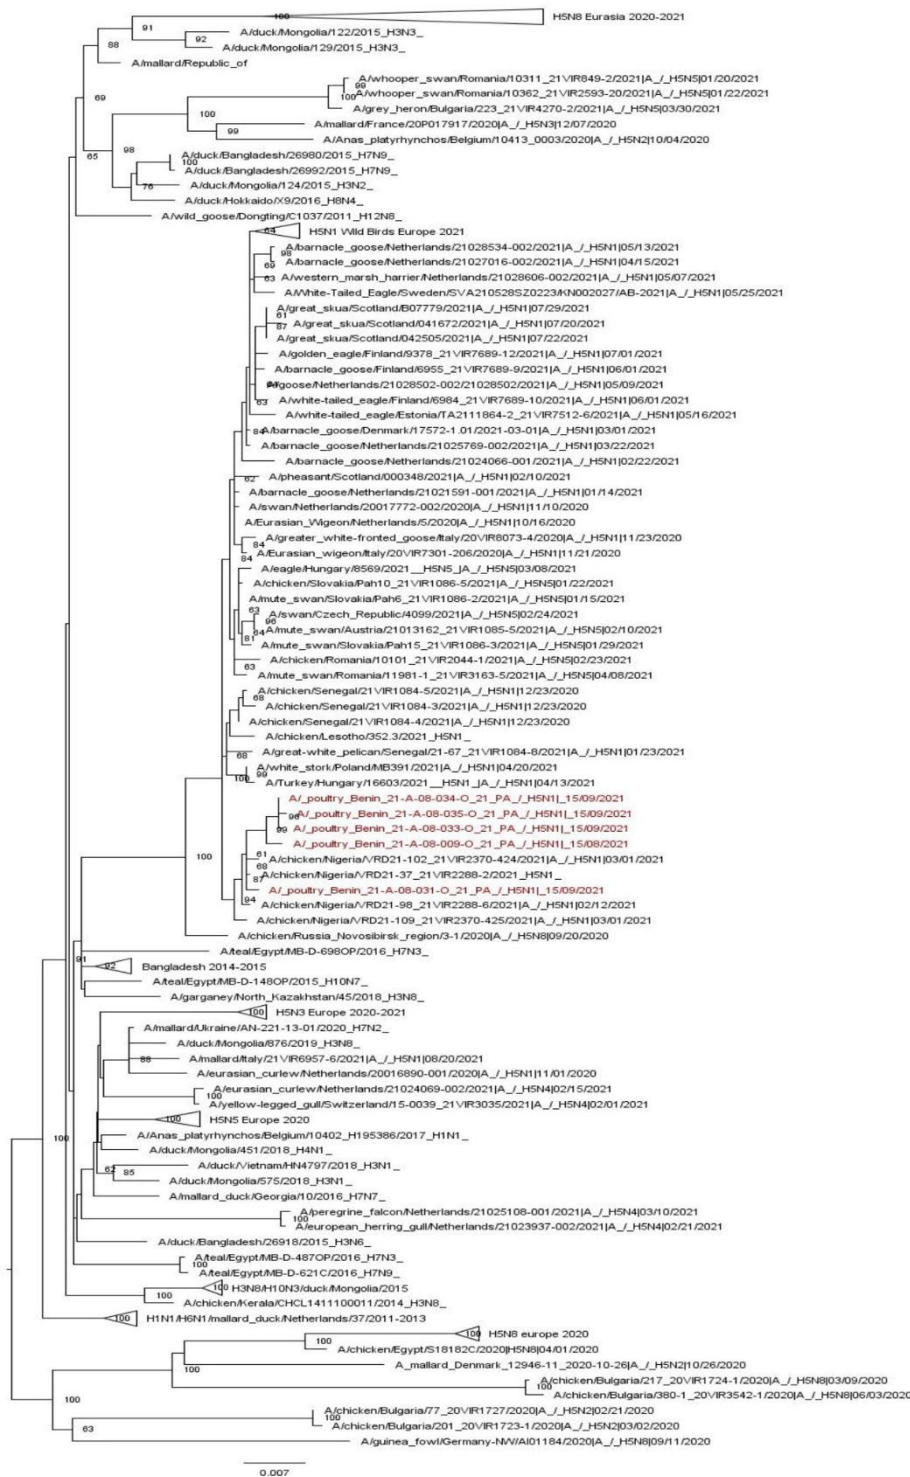 100 H5N8 Eurasia 2020-2021
91
A/duck/Mongolia/122/2015_H3N3_
92
A/duck/Mongolia/129/2015_H3N3_
88
A/mallard/Republic_of
A/whooper_swan/Romania/10311_21VIR849-2/2021|A_/_H5N5|01/20/2021
99
100 A/whooper_swan/Romania/10362_21VIR2593-20/2021|A_/_H5N5|01/22/2021
69
A/grey_heron/Bulgaria/223_21VIR4270-2/2021|A_/_H5N5|03/30/2021
100
A/mallard/France/20P017917/2020|A_/_H5N3|12/07/2020
99
A/Anas_platyrhynchos/Belgium/10413_0003/2020|A_/_H5N2|10/04/2020
98
65
A/duck/Bangladesh/26980/2015_H7N9_
100
A/duck/Bangladesh/26992/2015_H7N9_
A/duck/Mongolia/124/2015_H3N2_
76
A/duck/Hokkaido/X9/2016_H8N4_
A/wild_goose/Dongting/C1037/2011_H12N8_
64 H5N1 Wild Birds Europe 2021
A/barnacle_goose/Netherlands/21028534-002/2021|A_/_H5N1|05/13/2021
98
A/barnacle_goose/Netherlands/21027016-002/2021|A_/_H5N1|04/15/2021
69
63 A/western_marsh_harrier/Netherlands/21028606-002/2021|A_/_H5N1|05/07/2021
A/White-Tailed_Eagle/Sweden/SVA210528SZ0223/KN002027/AB-2021|A_/_H5N1|05/25/2021
A/great_skua/Scotland/B07779/2021|A_/_H5N1|07/29/2021
61
87 A/great_skua/Scotland/041672/2021|A_/_H5N1|07/20/2021
A/great_skua/Scotland/042505/2021|A_/_H5N1|07/22/2021
A/golden_eagle/Finland/9378_21VIR7689-12/2021|A_/_H5N1|07/01/2021
A/barnacle_goose/Finland/6955_21VIR7689-9/2021|A_/_H5N1|06/01/2021
A/goose/Netherlands/21028502-002/21028502/2021|A_/_H5N1|05/09/2021
63 A/white-tailed_eagle/Finland/6984_21VIR7689-10/2021|A_/_H5N1|06/01/2021
A/white-tailed_eagle/Estonia/TA2111864-2_21VIR7512-6/2021|A_/_H5N1|05/16/2021
84 A/barnacle_goose/Denmark/17572-1.01/2021-03-01|A_/_H5N1|03/01/2021
A/barnacle_goose/Netherlands/21025769-002/2021|A_/_H5N1|03/22/2021
A/barnacle_goose/Netherlands/21024066-001/2021|A_/_H5N1|02/22/2021
62 A/pheasant/Scotland/000348/2021|A_/_H5N1|02/10/2021
A/barnacle_goose/Netherlands/21021591-001/2021|A_/_H5N1|01/14/2021
A/swan/Netherlands/20017772-002/2020|A_/_H5N1|11/10/2020
A/Eurasian_Wigeon/Netherlands/5/2020|A_/_H5N1|10/16/2020
A/greater_white-fronted_goose/Italy/20VIR8073-4/2020|A_/_H5N1|11/23/2020
84
84 A/Eurasian_wigeon/Italy/20VIR7301-206/2020|A_/_H5N1|11/21/2020
A/eagle/Hungary/8569/2021__H5N5_|A_/_H5N5|03/08/2021
A/chicken/Slovakia/Pah10_21VIR1086-5/2021|A_/_H5N5|01/22/2021
A/mute_swan/Slovakia/Pah6_21VIR1086-2/2021|A_/_H5N5|01/15/2021
63
A/swan/Czech_Republic/4099/2021|A_/_H5N5|02/24/2021
96
64 A/mute_swan/Austria/21013162_21VIR1085-5/2021|A_/_H5N5|02/10/2021
81
A/mute_swan/Slovakia/Pah15_21VIR1086-3/2021|A_/_H5N5|01/29/2021
A/chicken/Romania/10101_21VIR2044-1/2021|A_/_H5N5|02/23/2021
63
A/mute_swan/Romania/11981-1_21VIR3163-5/2021|A_/_H5N5|04/08/2021
A/chicken/Senegal/21VIR1084-5/2021|A_/_H5N1|12/23/2020
68
A/chicken/Senegal/21VIR1084-3/2021|A_/_H5N1|12/23/2020
A/chicken/Senegal/21VIR1084-4/2021|A_/_H5N1|12/23/2020
A/chicken/Lesotho/352.3/2021_H5N1_
68 A/great-white_pelican/Senegal/21-67_21VIR1084-8/2021|A_/_H5N1|01/23/2021
A/white_stork/Poland/MB391/2021|A_/_H5N1|04/20/2021
99
100 A/Turkey/Hungary/16603/2021__H5N1_|A_/_H5N1|04/13/2021
A/_poultry_Benin_21-A-08-034-O_21_PA_/_H5N1|_15/09/2021
96 A/_poultry_Benin_21-A-08-035-O_21_PA_/_H5N1|_15/09/2021
99 A/_poultry_Benin_21-A-08-033-O_21_PA_/_H5N1|_15/09/2021
A/_poultry_Benin_21-A-08-009-O_21_PA_/_H5N1|_15/08/2021
100
61 A/chicken/Nigeria/VRD21-102_21VIR2370-424/2021|A_/_H5N1|03/01/2021
68
87 A/chicken/Nigeria/VRD21-37_21VIR2288-2/2021_H5N1_
A/_poultry_Benin_21-A-08-031-O_21_PA_/_H5N1|_15/09/2021
94 A/chicken/Nigeria/VRD21-98_21VIR2288-6/2021|A_/_H5N1|02/12/2021
A/chicken/Nigeria/VRD21-109_21VIR2370-425/2021|A_/_H5N1|03/01/2021
A/chicken/Russia_Novosibirsk_region/3-1/2020|A_/_H5N8|09/20/2020
A/teal/Egypt/MB-D-698OP/2016_H7N3_
91
92 Bangladesh 2014-2015
A/teal/Egypt/MB-D-148OP/2015_H10N7_
A/garganey/North_Kazakhstan/45/2018_H3N8_
100 H5N3 Europe 2020-2021
A/mallard/Ukraine/AN-221-13-01/2020_H7N2_
A/duck/Mongolia/876/2019_H3N8_
88 A/mallard/Italy/21VIR6957-6/2021|A_/_H5N1|08/20/2021
A/eurasian_curlew/Netherlands/20016890-001/2020|A_/_H5N1|11/01/2020
A/eurasian_curlew/Netherlands/21024069-002/2021|A_/_H5N4|02/15/2021
100
A/yellow-legged_gull/Switzerland/15-0039_21VIR3035/2021|A_/_H5N4|02/01/2021
100 H5N5 Europe 2020
100
A/Anas_platyrhynchos/Belgium/10402_H195386/2017_H1N1_
A/duck/Mongolia/451/2018_H4N1_
A/duck/Vietnam/HN4797/2018_H3N1_
62
85
A/duck/Mongolia/575/2018_H3N1_
A/mallard_duck/Georgia/10/2016_H7N7_
A/peregrine_falcon/Netherlands/21025108-001/2021|A_/_H5N4|03/10/2021
100
A/european_herring_gull/Netherlands/21023937-002/2021|A_/_H5N4|02/21/2021
A/duck/Bangladesh/26918/2015_H3N6_
A/teal/Egypt/MB-D-487OP/2016_H7N3_
100
A/teal/Egypt/MB-D-621C/2016_H7N9_
100 H3N8/H10N3/duck/Mongolia/2015
100
A/chicken/Kerala/CHCL1411100011/2014_H3N8_
100 H1N1/H6N1/mallard_duck/Netherlands/37/2011-2013
100 H5N8 europe 2020
100
A/chicken/Egypt/S18182C/2020|H5N8|04/01/2020
A_mallard_Denmark_12946-11_2020-10-26|A_/_H5N2|10/26/2020
100
A/chicken/Bulgaria/217_20VIR1724-1/2020|A_/_H5N8|03/09/2020
100
A/chicken/Bulgaria/380-1_20VIR3542-1/2020|A_/_H5N8|06/03/2020
100
A/chicken/Bulgaria/77_20VIR1727/2020|A_/_H5N2|02/21/2020
100
A/chicken/Bulgaria/201_20VIR1723-1/2020|A_/_H5N2|03/02/2020
63
A/guinea_fowl/Germany-NW/AI01184/2020|A_/_H5N8|09/11/2020
0.007